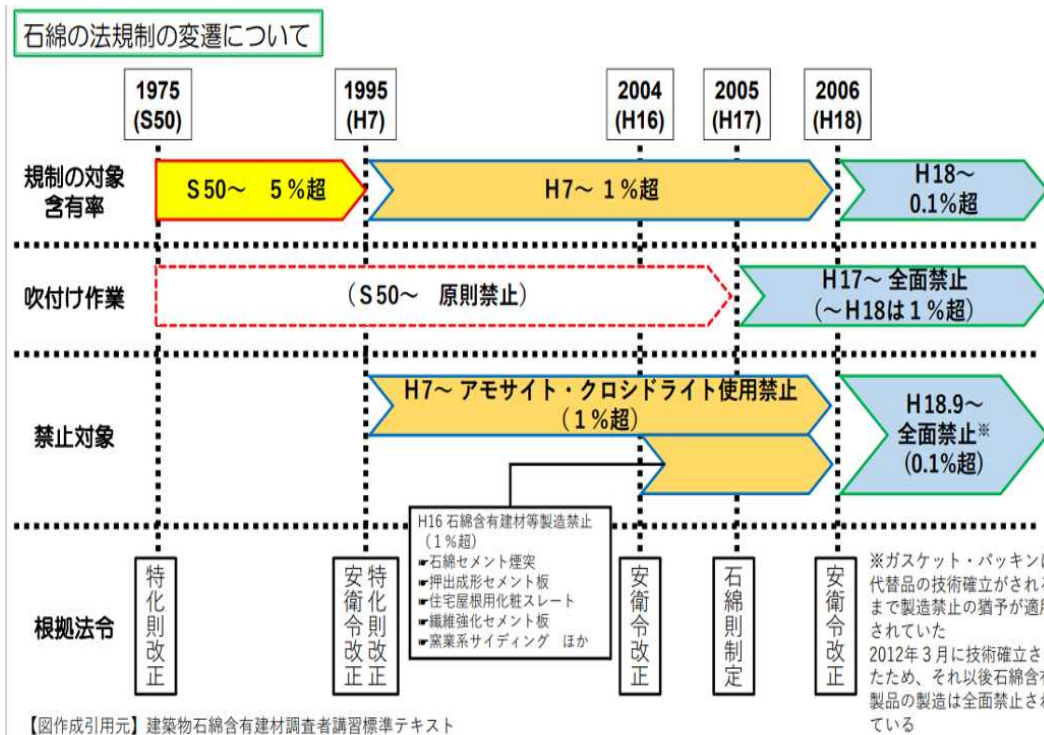 石綿の法規制の変遷について
1975
(S50)
1995
(H7)
2004
(H16)
2005
(H17)
2006
(H18)
規制の対象
含有率
S50～ 5%超
H7～ 1%超
H18～
0.1%超
吹付け作業
(S50～ 原則禁止)
H17～ 全面禁止
(～H18は1%超)
禁止対象
H7～ アモサイト・クロシドライト使用禁止
(1%超)
H18.9～
全面禁止※
(0.1%超)
H16 石綿含有建材等製造禁止
(1%超)
☛石綿セメント煙突
☛押出成形セメント板
☛住宅屋根用化粧スレート
☛繊維強化セメント板
☛窯業系サイディング ほか
根拠法令
特化則改正
特化則改正
安衛令改正
安衛令改正
石綿則制定
安衛令改正
※ガスケット・パッキンは
代替品の技術確立がされる
まで製造禁止の猶予が適用
されていた
2012年3月に技術確立され
たため、それ以後石綿含有
製品の製造は全面禁止され
ている
【図作成引用元】建築物石綿含有建材調査者講習標準テキスト